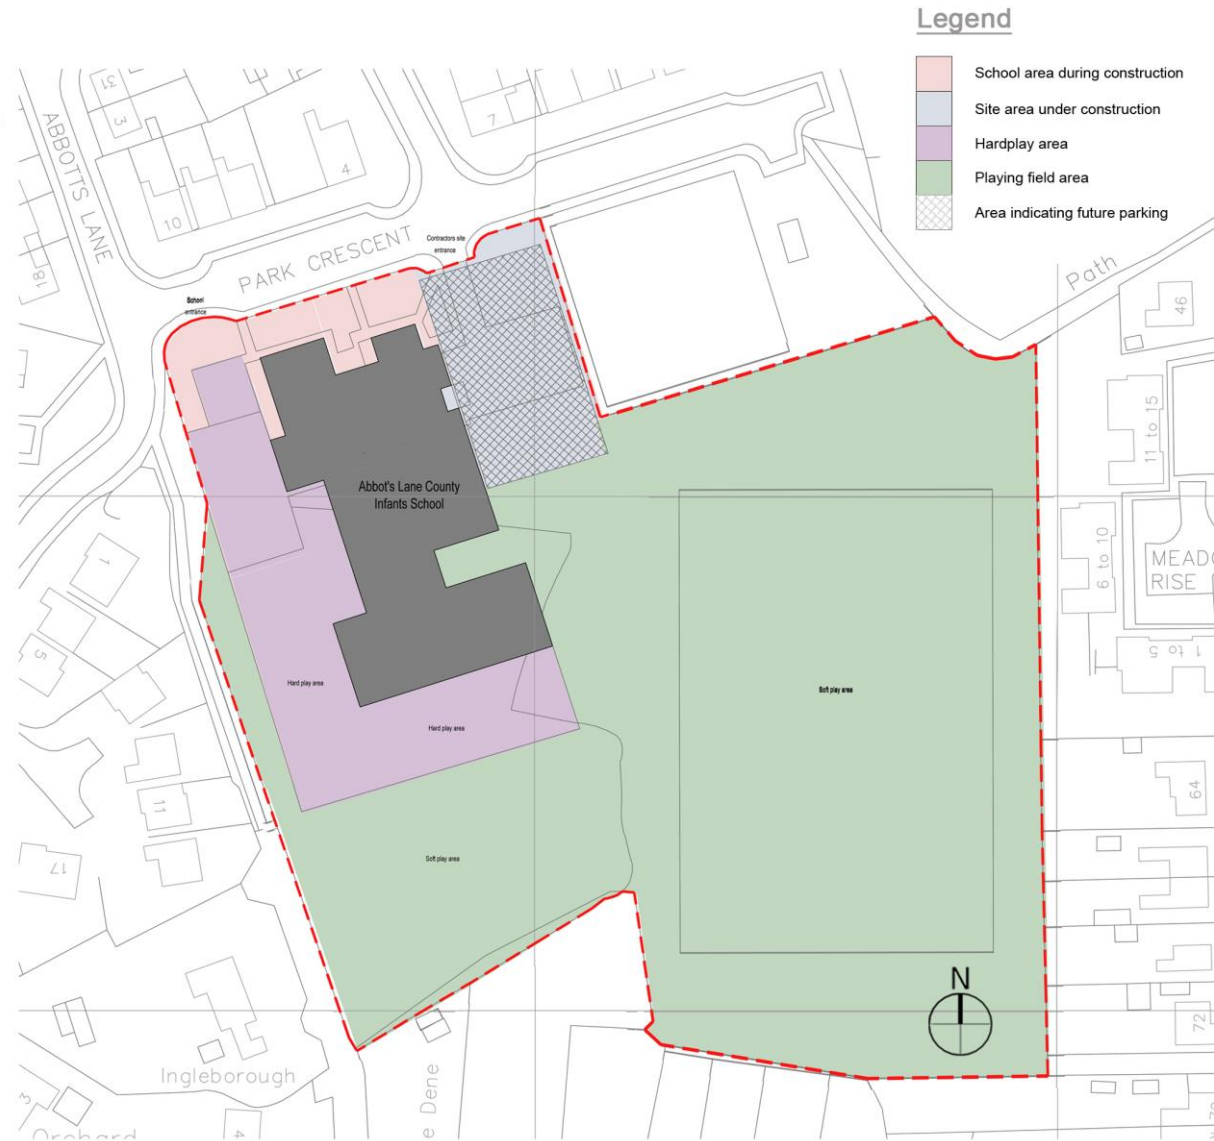 Legend
School area during construction
Site area under construction
Hardplay area
Playing field area
Area indicating future parking
ABBOTTS LANE
31
3
10
4
7
181
PARK CRESCENT
Contractors site
entrance
School
entrance
Path
46
11 to 15
6 to 10
MEADO
RISE
1 to 5
Abbot's Lane County
Infants School
1
5
Hard play area
Hard play area
Soft play area
Soft play area
11
17
64
72
N
Ingleborough
e Dene
3
4
Orchard